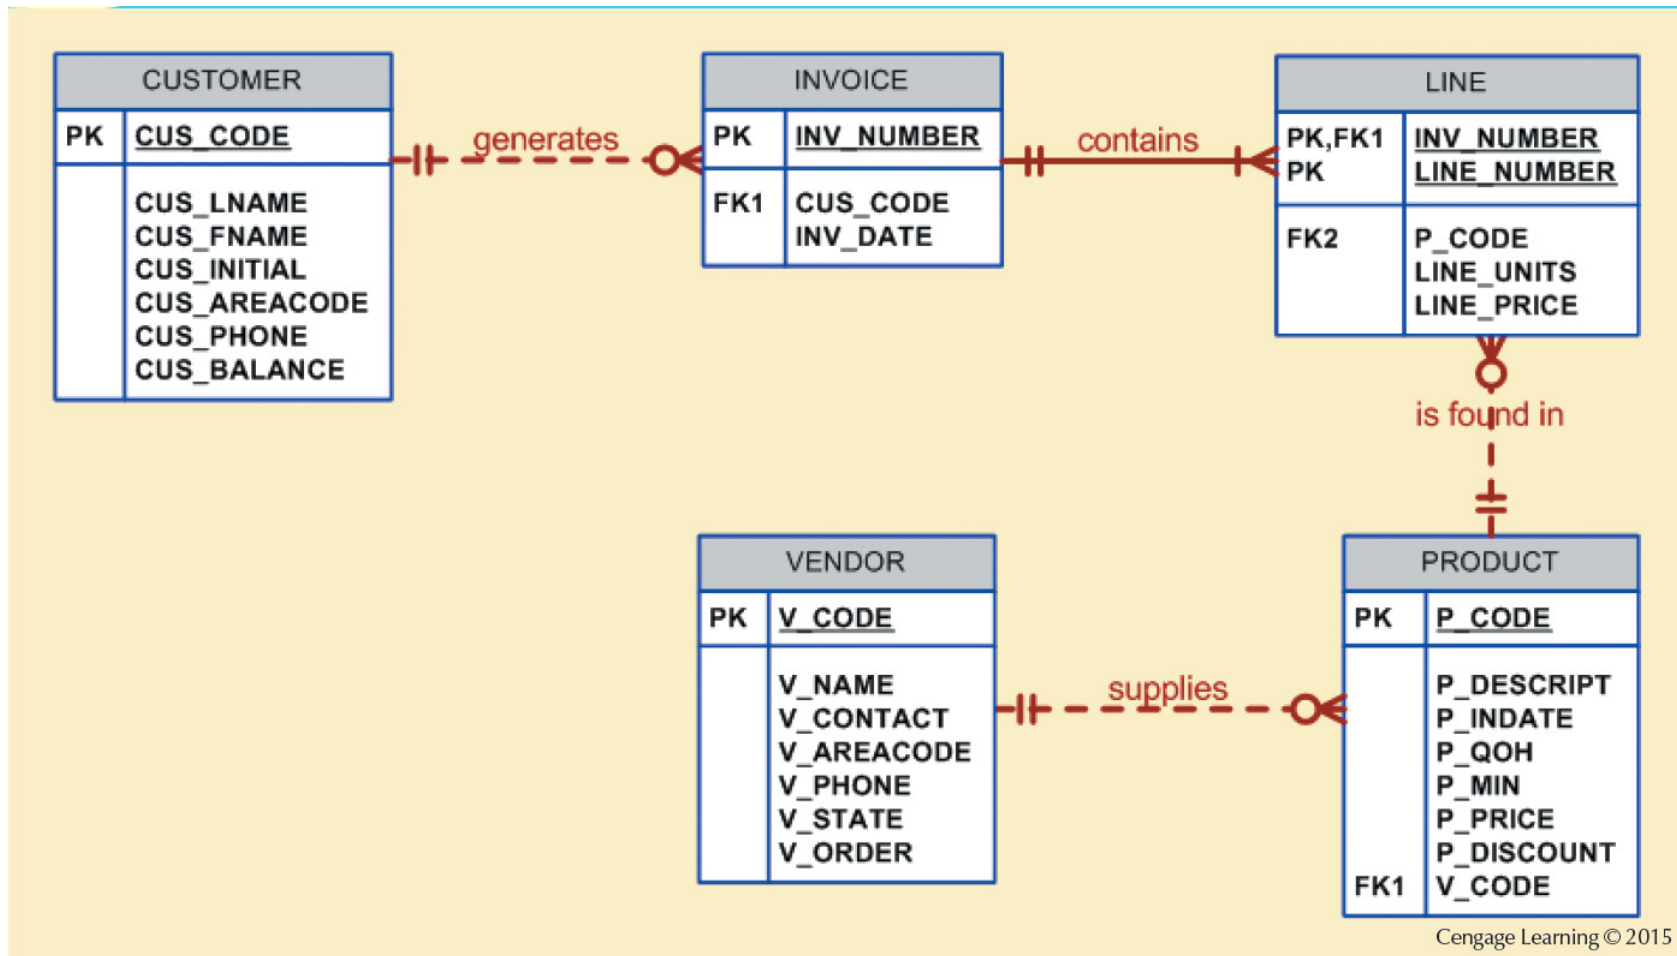 CUSTOMER
PK CUS_CODE
CUS_LNAME
CUS_FNAME
CUS_INITIAL
CUS_AREACODE
CUS_PHONE
CUS_BALANCE
generates
INVOICE
PK INV_NUMBER
FK1 CUS_CODE
INV_DATE
contains
LINE
PK,FK1 INV_NUMBER
PK LINE_NUMBER
FK2 P_CODE
LINE_UNITS
LINE_PRICE
is found in
VENDOR
PK V_CODE
V_NAME
V_CONTACT
V_AREACODE
V_PHONE
V_STATE
V_ORDER
supplies
PRODUCT
PK P_CODE
P_DESCRIPT
P_INDATE
P_QOH
P_MIN
P_PRICE
P_DISCOUNT
FK1 V_CODE
Cengage Learning © 2015